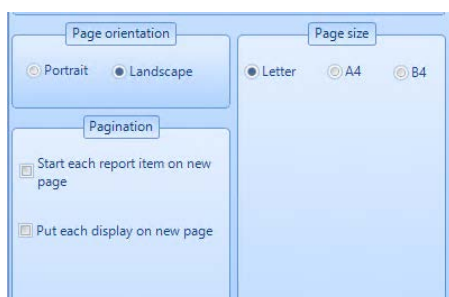 Page orientation
Portrait Landscape
Pagination
Start each report item on new
page
Put each display on new page
Page size
Letter A4 B4